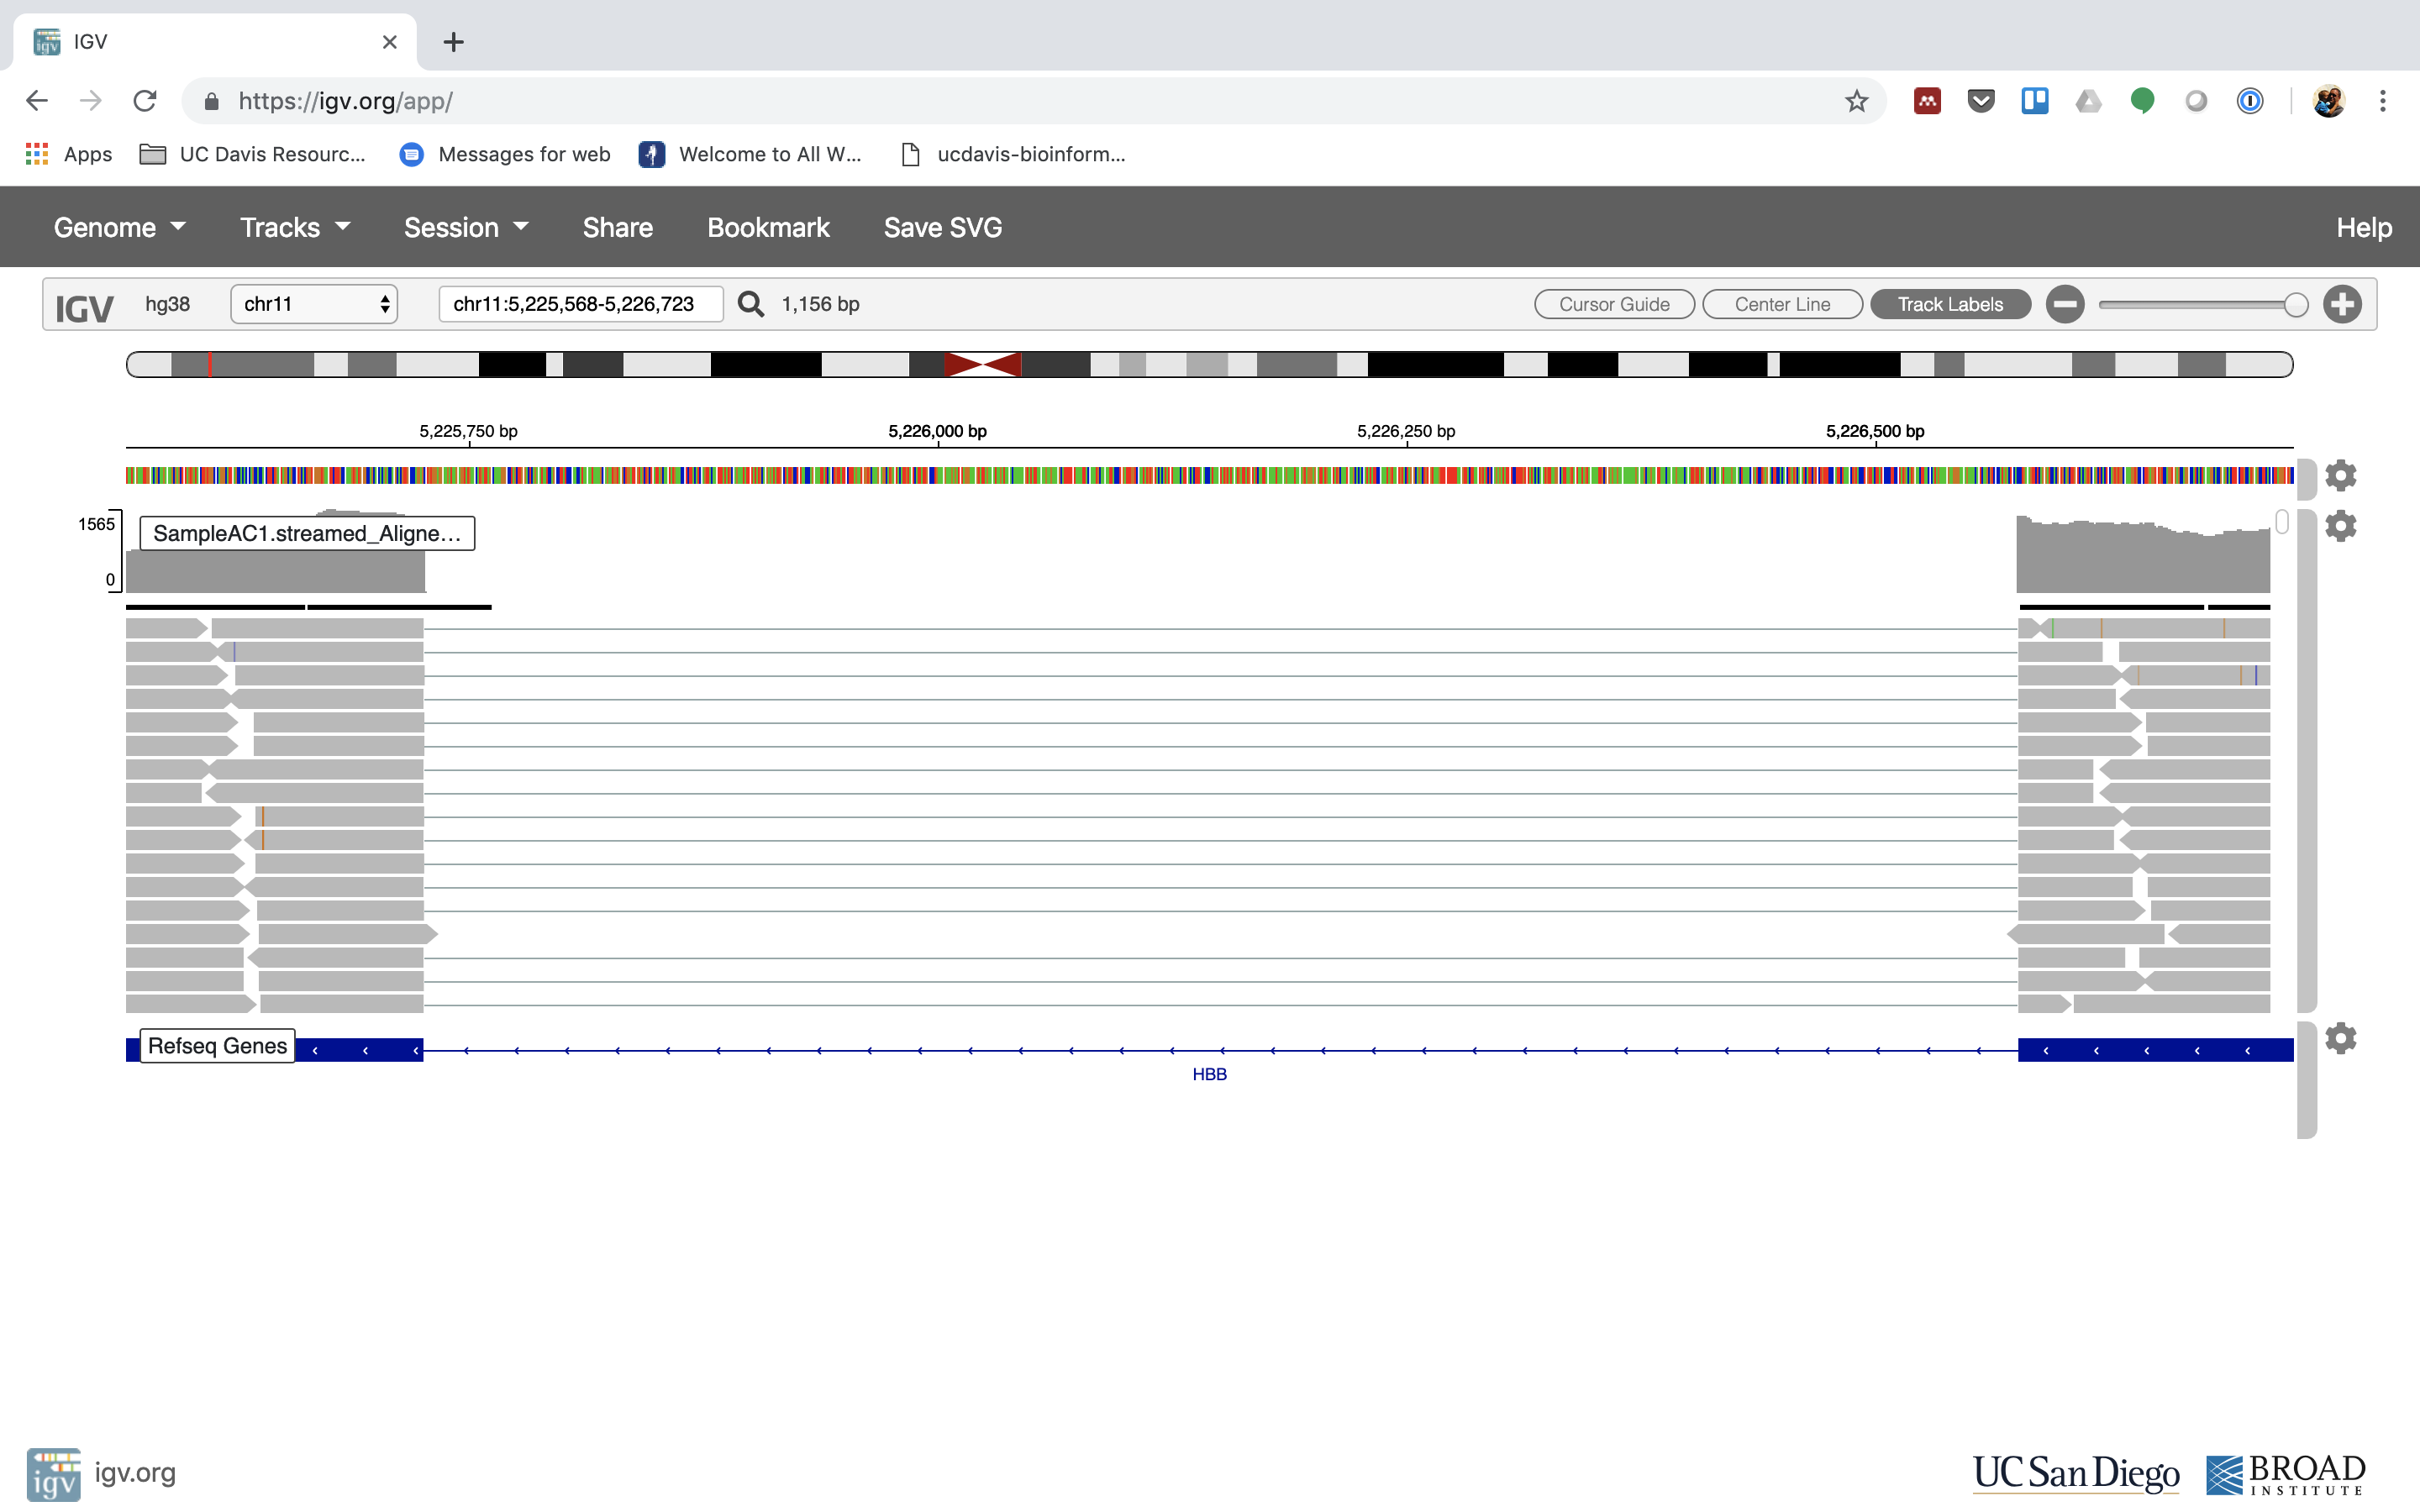 IGV
https://igv.org/app/
Apps UC Davis Resourc... Messages for web Welcome to All W... ucdavis-bioinform...
Genome Tracks Session Share Bookmark Save SVG Help
IGV hg38 chr11 chr11:5,225,568-5,226,723 1,156 bp Cursor Guide Center Line Track Labels
5,225,750 bp 5,226,000 bp 5,226,250 bp 5,226,500 bp
1565
SampleAC1.streamed_Aligne...
0
Refseq Genes
HBB
igv igv.org UC San Diego BROAD
INSTITUTE